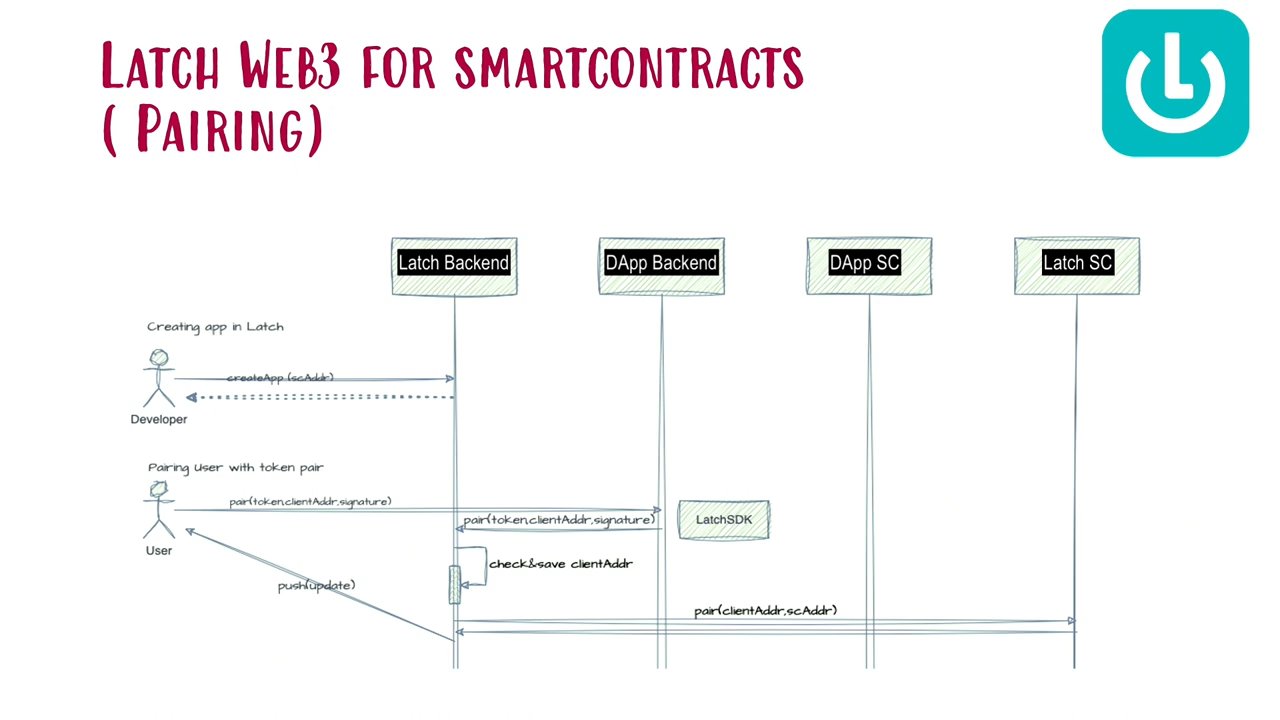 Latch Web3 for smartcontracts
( Pairing)
Latch Backend
DApp Backend
DApp SC
Latch SC
Creating app in Latch
createApp (scAddr)
Developer
Pairing User with token pair
pair(token,clientAddr,signature)
pair(token,clientAddr,signature)
LatchSDK
User
check&save clientAddr
push(update)
pair(clientAddr,scAddr)